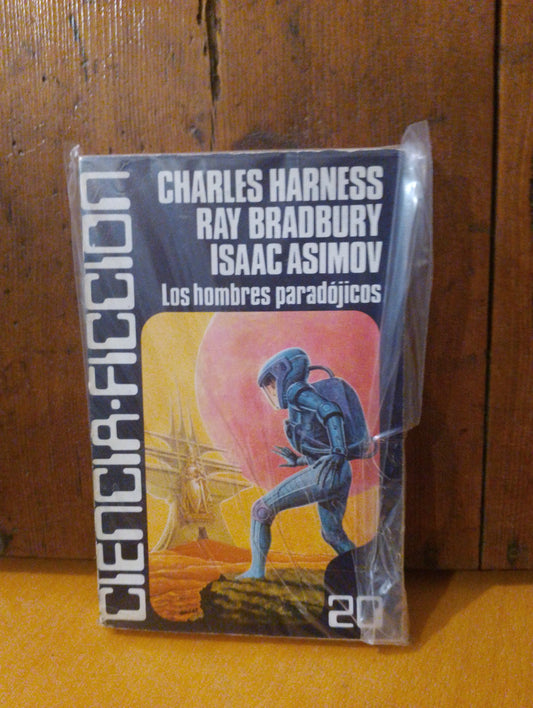 CIENCIA·FICCION
CHARLES HARNESS
RAY BRADBURY
ISAAC ASIMOV
Los hombres paradójicos
20